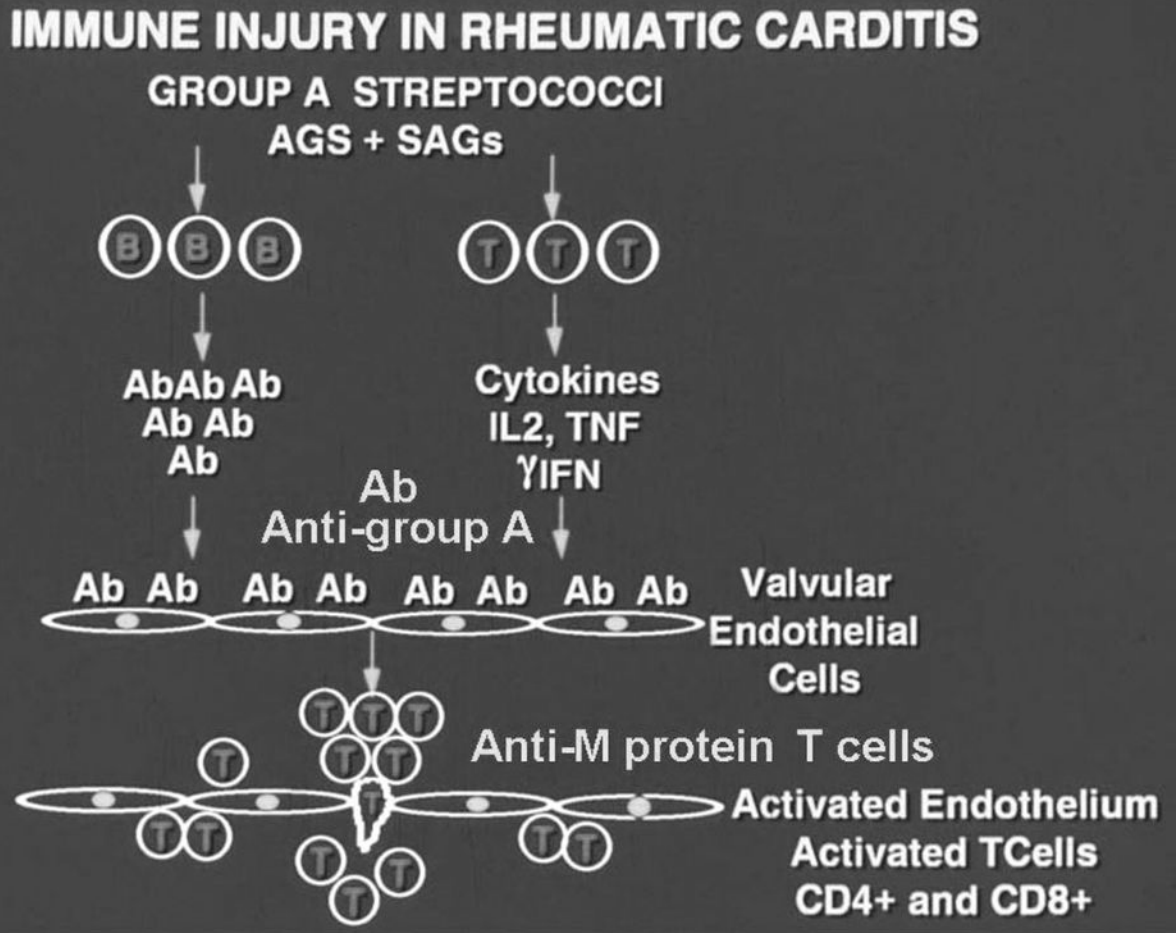 IMMUNE INJURY IN RHEUMATIC CARDITIS
GROUP A STREPTOCOCCI
AGS + SAGs
B B B
T T T
AbAb Ab
Ab Ab
Ab
Cytokines
IL2, TNF
γIFN
Ab
Anti-group A
Ab Ab Ab Ab Ab Ab Ab Ab
Valvular
Endothelial
Cells
T T T
T T
T
Anti-M protein T cells
T
T T
T T
T T
T
Activated Endothelium
Activated TCells
CD4+ and CD8+